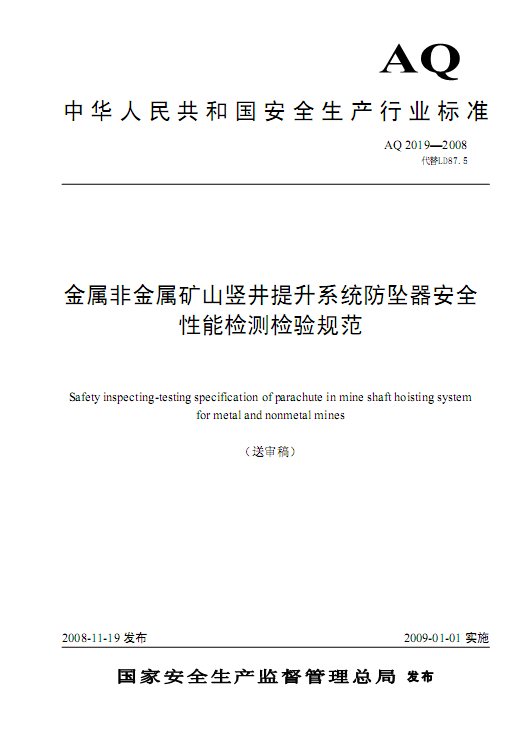 AQ
中华人民共和国安全生产行业标准
AQ 2019—2008
代替LD87.5
金属非金属矿山竖井提升系统防坠器安全
性能检测检验规范
Safety inspecting-testing specification of parachute in mine shaft hoisting system
for metal and nonmetal mines
（送审稿）
2008-11-19 发布 2009-01-01 实施
国家安全生产监督管理总局 发布